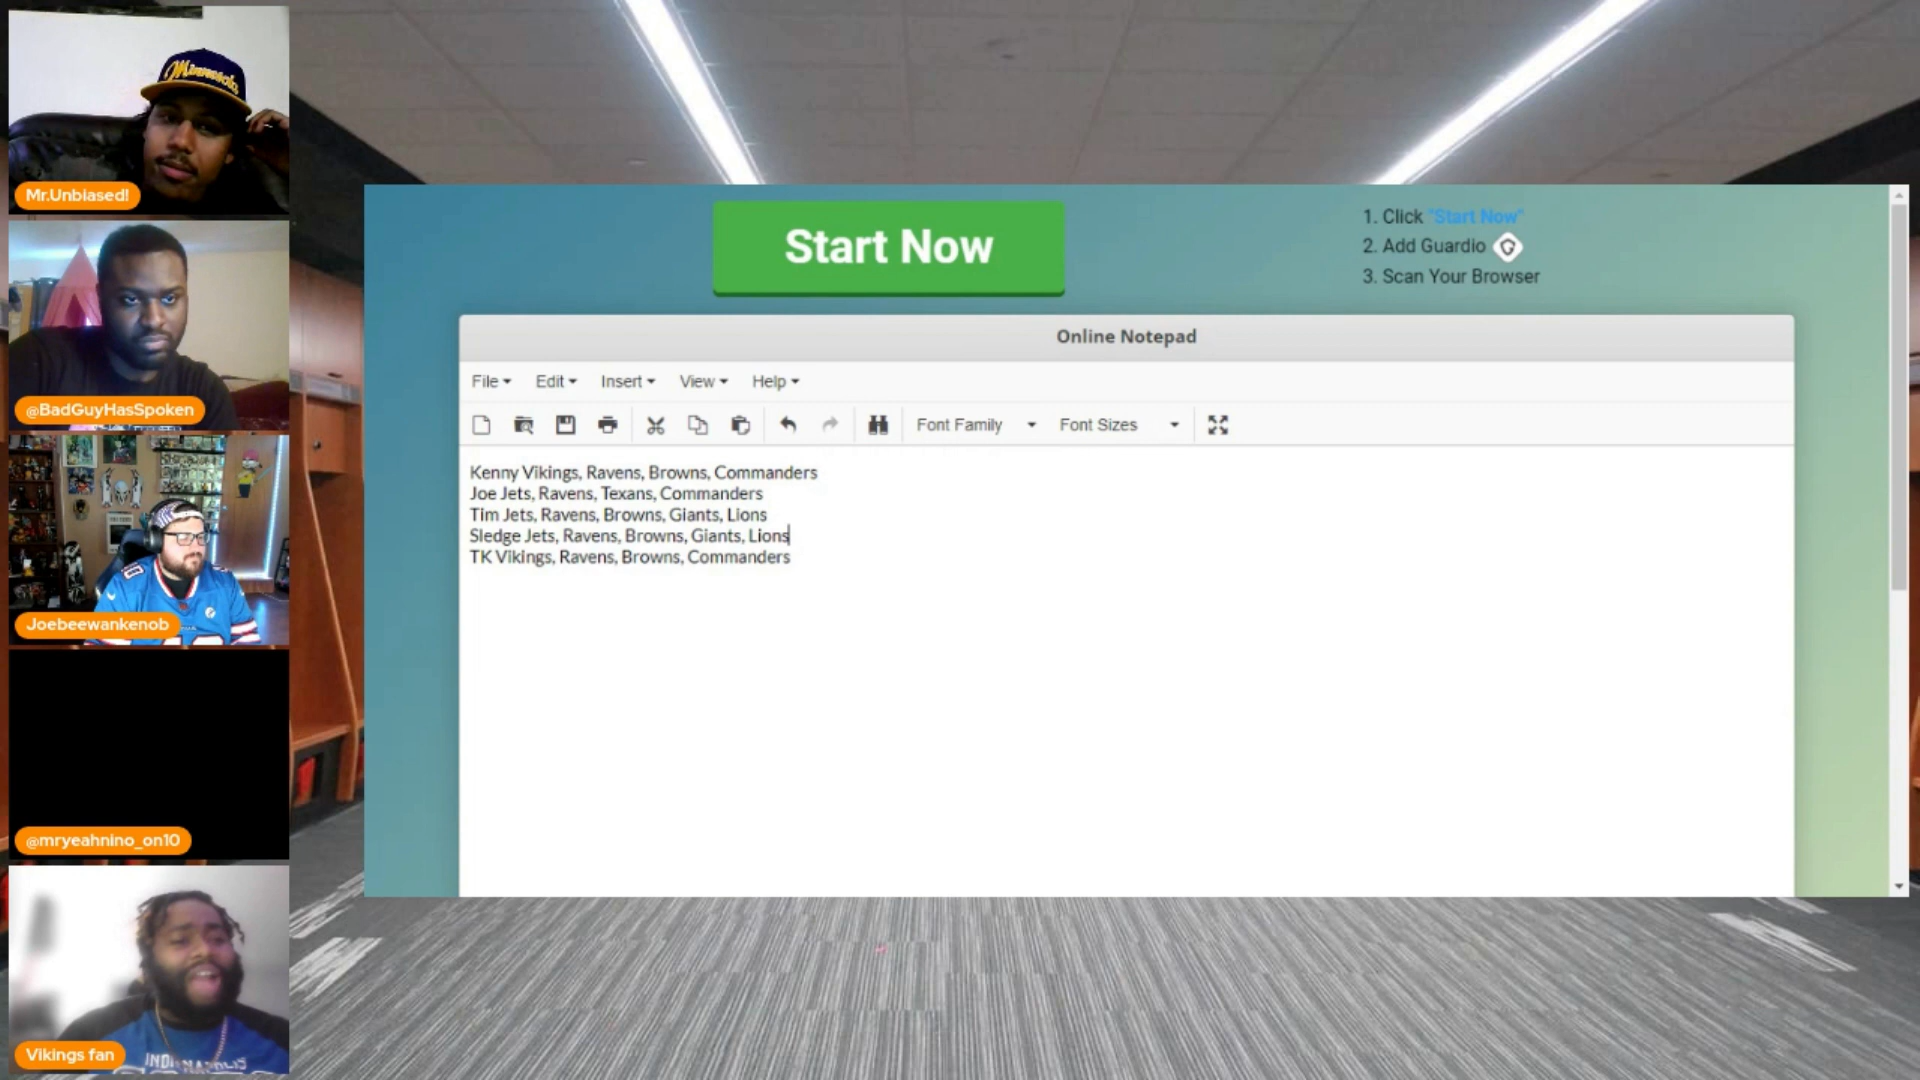 Minnesota
Mr.Unbiased!
@BadGuyHasSpoken
Joebeewankenob
@mryeahnino_on10
Vikings fan
Start Now
1. Click "Start Now"
2. Add Guardio
3. Scan Your Browser
Online Notepad
File Edit Insert View Help
Font Family Font Sizes
Kenny Vikings, Ravens, Browns, Commanders
Joe Jets, Ravens, Texans, Commanders
Tim Jets, Ravens, Browns, Giants, Lions
Sledge Jets, Ravens, Browns, Giants, Lions
TK Vikings, Ravens, Browns, Commanders